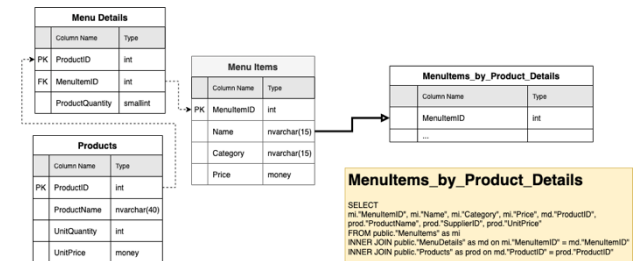 Menu Details
Column Name Type
PK ProductID int
FK MenuItemID int
ProductQuantity smallint
Products
Column Name Type
PK ProductID int
ProductName nvarchar(40)
UnitQuantity int
UnitPrice money
Menu Items
Column Name Type
PK MenuItemID int
Name nvarchar(15)
Category nvarchar(15)
Price money
MenuItems_by_Product_Details
Column Name Type
MenuItemID int
...
MenuItems_by_Product_Details
SELECT
mi."MenuItemID", mi."Name", mi."Category", mi."Price", md."ProductID",
prod."ProductName", prod."SupplierID", prod."UnitPrice"
FROM public."MenuItems" as mi
INNER JOIN public."MenuDetails" as md on mi."MenuItemID" = md."MenuItemID"
INNER JOIN public."Products" as prod on md."ProductID" = prod."ProductID"